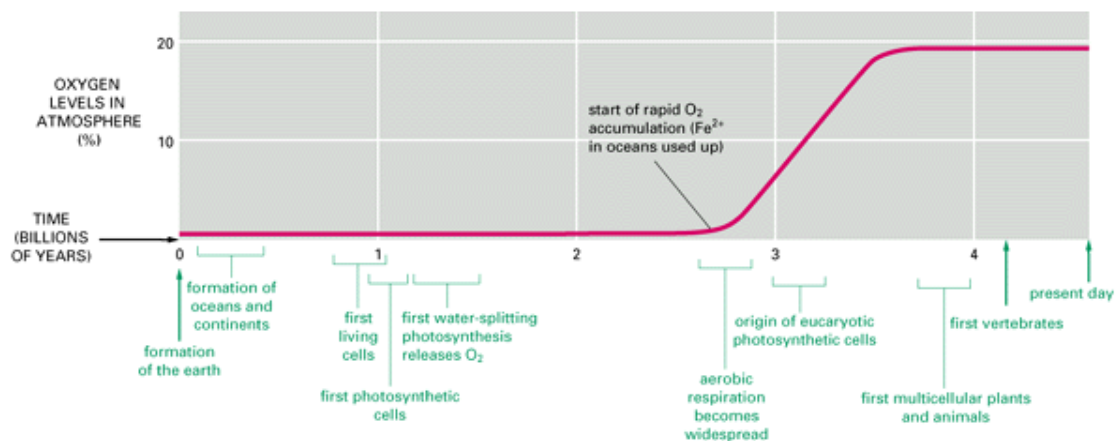 20
OXYGEN
LEVELS IN
ATMOSPHERE
(%)
10
start of rapid O₂
accumulation (Fe²⁺
in oceans used up)
TIME
(BILLIONS
OF YEARS)
0
1
2
3
4
formation of
oceans and
continents
formation
of the earth
first
living
cells
first photosynthetic
cells
first water-splitting
photosynthesis
releases O₂
aerobic
respiration
becomes
widespread
origin of eucaryotic
photosynthetic cells
first multicellular plants
and animals
first vertebrates
present day